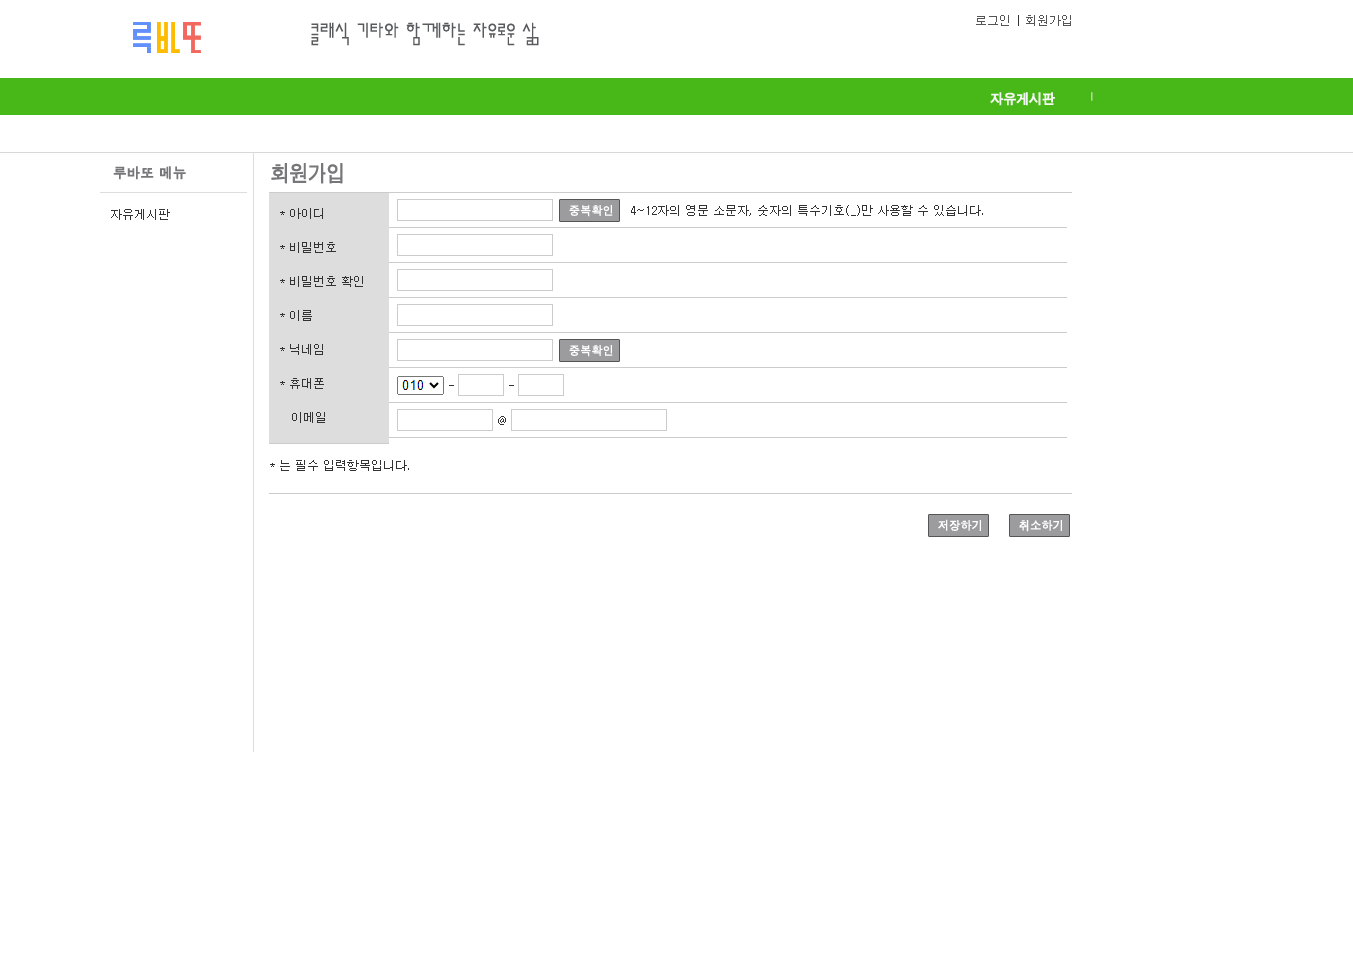 루바또
클래식 기타와 함께하는 자유로운 삶
로그인 | 회원가입
자유게시판
루바또 메뉴
자유게시판
회원가입
* 아이디 중복확인 4~12자의 영문 소문자, 숫자의 특수기호(_)만 사용할 수 있습니다.
* 비밀번호
* 비밀번호 확인
* 이름
* 닉네임 중복확인
* 휴대폰 010 - -
이메일 @
* 는 필수 입력항목입니다.
저장하기 취소하기